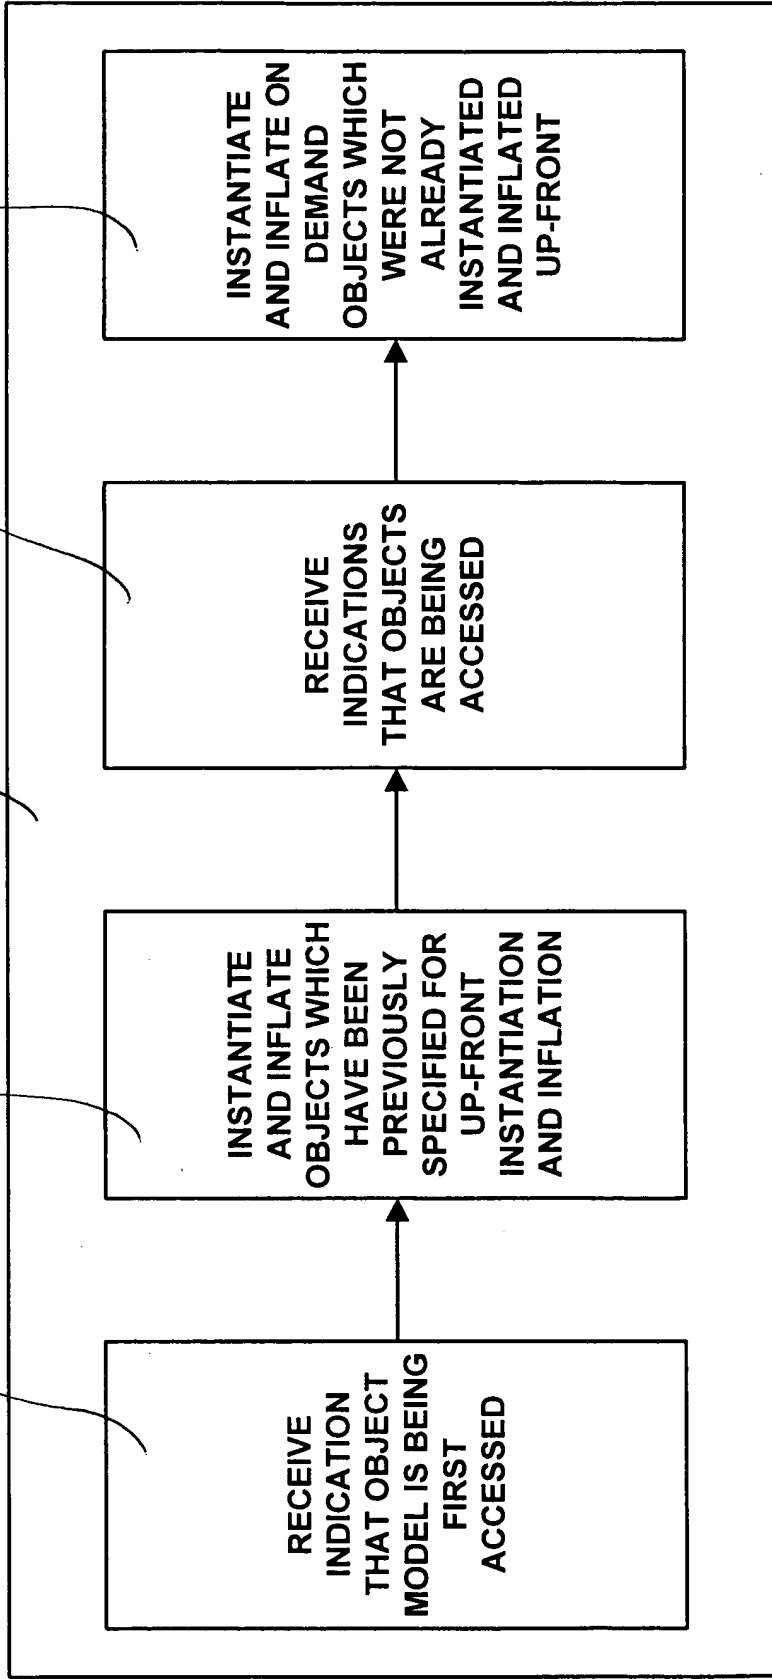 RECEIVE
INDICATION
THAT OBJECT
MODEL IS BEING
FIRST
ACCESSED
INSTANTIATE
AND INFLATE
OBJECTS WHICH
HAVE BEEN
PREVIOUSLY
SPECIFIED FOR
UP-FRONT
INSTANTIATION
AND INFLATION
RECEIVE
INDICATIONS
THAT OBJECTS
ARE BEING
ACCESSED
INSTANTIATE
AND INFLATE ON
DEMAND
OBJECTS WHICH
WERE NOT
ALREADY
INSTANTIATED
AND INFLATED
UP-FRONT